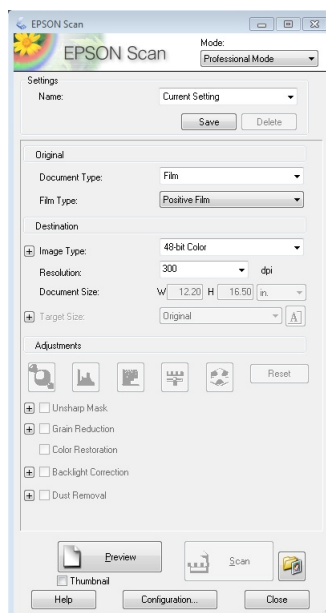 EPSON Scan
EPSON Scan
Mode:
Professional Mode
Settings
Name:
Current Setting
Save
Delete
Original
Document Type:
Film
Film Type:
Positive Film
Destination
Image Type:
48-bit Color
Resolution:
300
dpi
Document Size:
W 12.20 H 16.50 in.
Target Size:
Original
A
Adjustments
Reset
Unsharp Mask
Grain Reduction
Color Restoration
Backlight Correction
Dust Removal
Preview
Scan
Thumbnail
Help
Configuration...
Close